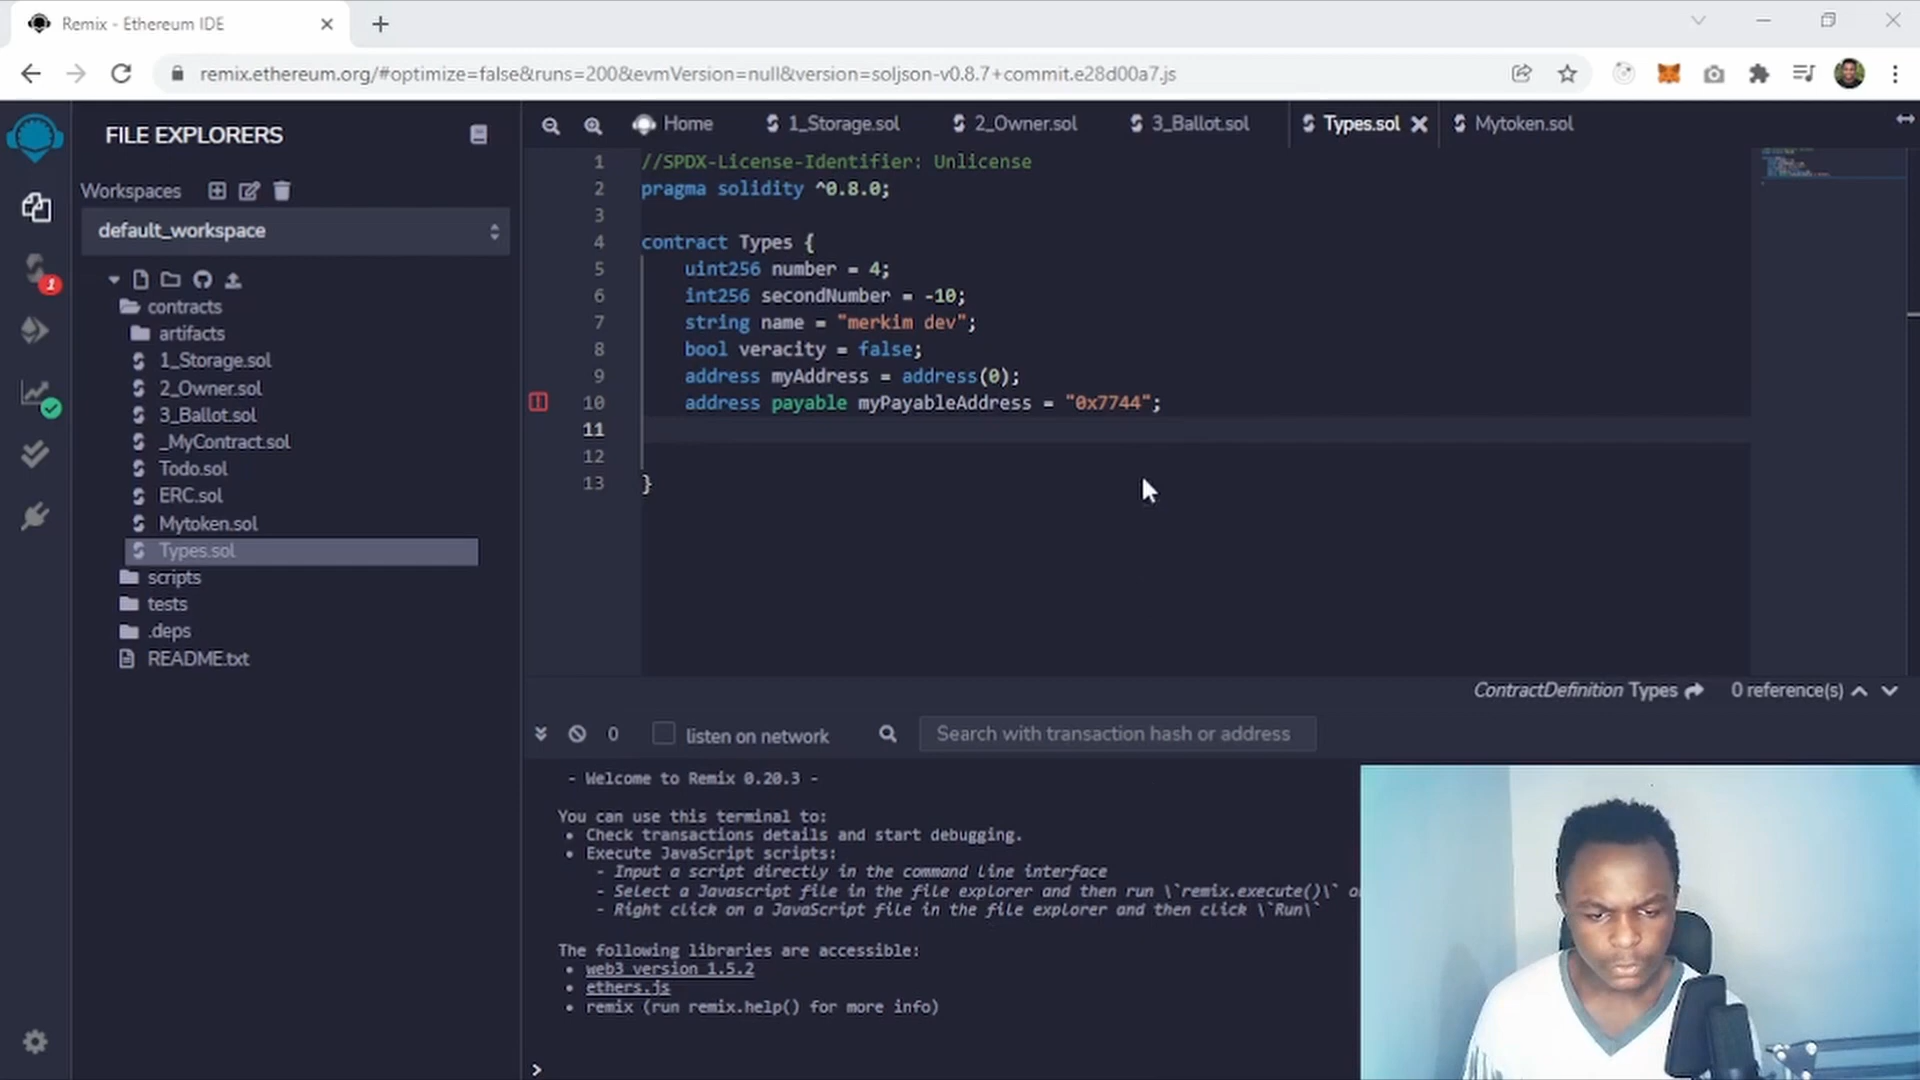 Remix - Ethereum IDE
remix.ethereum.org/#optimize=false&runs=200&evmVersion=null&version=soljson-v0.8.7+commit.e28d00a7.js
FILE EXPLORERS
Workspaces
default_workspace
contracts
artifacts
1_Storage.sol
2_Owner.sol
3_Ballot.sol
_MyContract.sol
Todo.sol
ERC.sol
Mytoken.sol
Types.sol
scripts
tests
.deps
README.txt
1
Home
1_Storage.sol
2_Owner.sol
3_Ballot.sol
Types.sol
Mytoken.sol
1 //SPDX-License-Identifier: Unlicense
2 pragma solidity ^0.8.0;
3
4 contract Types {
5 uint256 number = 4;
6 int256 secondNumber = -10;
7 string name = "merkim dev";
8 bool veracity = false;
9 address myAddress = address(0);
10 address payable myPayableAddress = "0x7744";
11
12
13 }
ContractDefinition Types 0 reference(s)
0 listen on network Search with transaction hash or address
- Welcome to Remix 0.20.3 -
You can use this terminal to:
• Check transactions details and start debugging.
• Execute JavaScript scripts:
- Input a script directly in the command line interface
- Select a Javascript file in the file explorer and then run \`remix.execute()\` o
- Right click on a JavaScript file in the file explorer and then click \`Run\`
The following libraries are accessible:
• web3 version 1.5.2
• ethers.js
• remix (run remix.help() for more info)
>